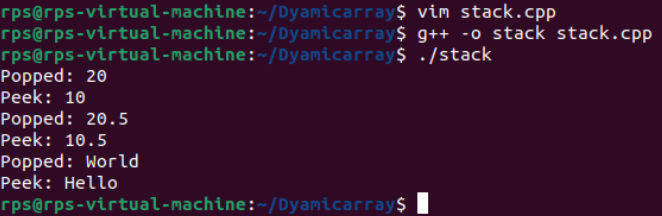 rps@rps-virtual-machine:~/Dyamicarray$ vim stack.cpp
rps@rps-virtual-machine:~/Dyamicarray$ g++ -o stack stack.cpp
rps@rps-virtual-machine:~/Dyamicarray$ ./stack
Popped: 20
Peek: 10
Popped: 20.5
Peek: 10.5
Popped: World
Peek: Hello
rps@rps-virtual-machine:~/Dyamicarray$